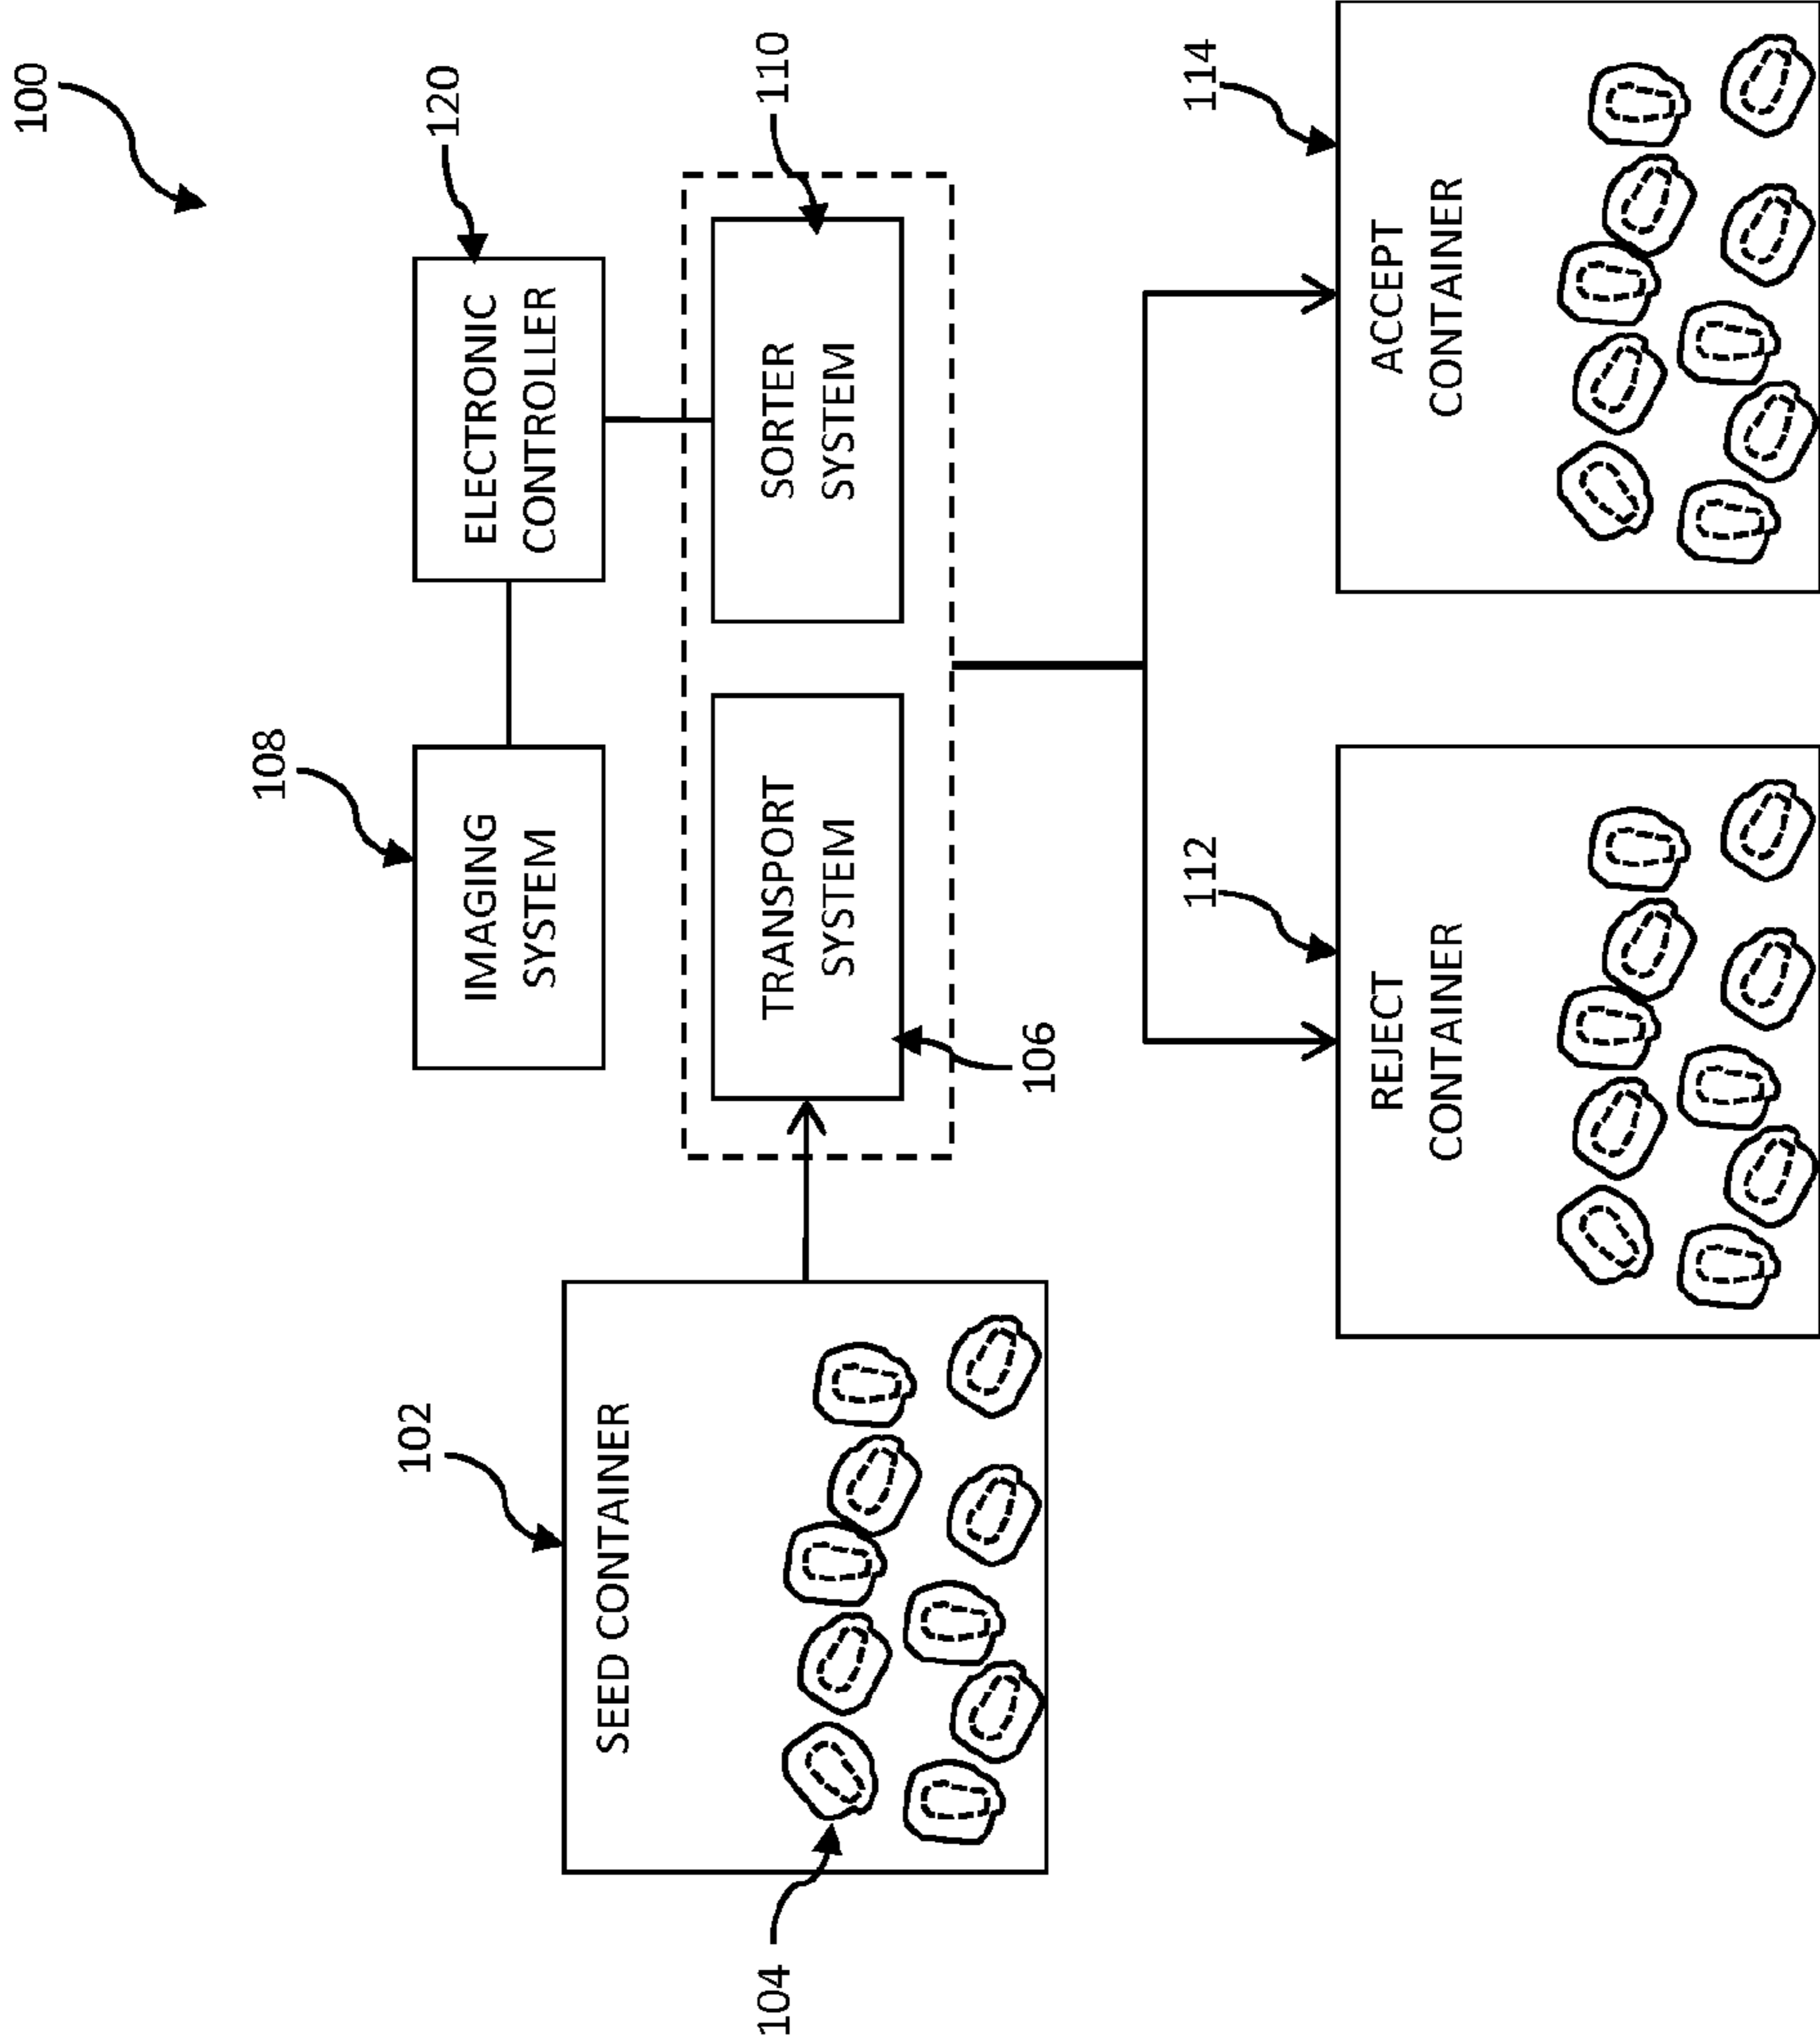 100
120
108
110
ELECTRONIC
CONTROLLER
IMAGING
SYSTEM
102
SEED CONTAINER
104
TRANSPORT
SYSTEM
SORTER
SYSTEM
106
112
114
REJECT
CONTAINER
ACCEPT
CONTAINER